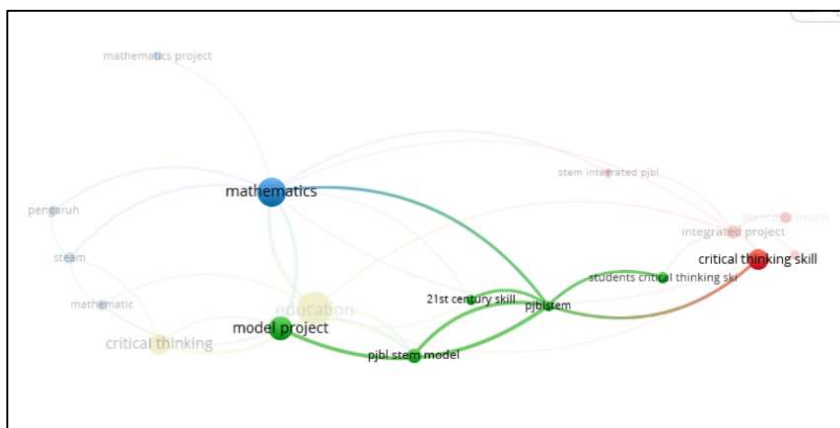 mathematics project
mathematics
stem integrated pjbl
pengaruh
integrated project
steam
critical thinking skill
students critical thinking ski
mathematic
21st century skill
pjblstem
education
model project
critical thinking
pjbl stem model